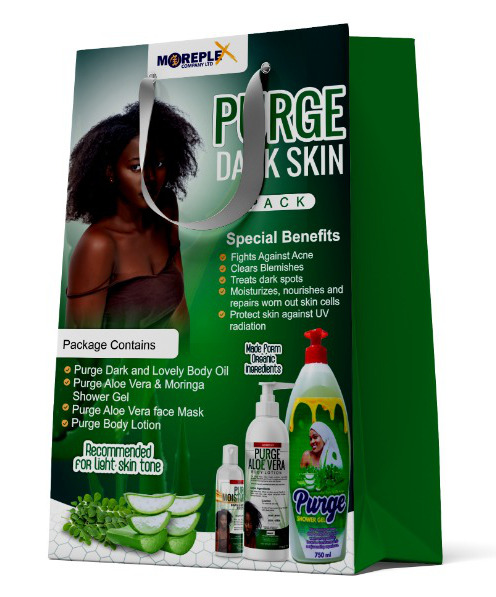 MOREPLEX
COMPANY LTD
PURGE
DARK SKIN
PACK
Special Benefits
Fights Against Acne
Clears Blemishes
Treats dark spots
Moisturizes, nourishes and
repairs worn out skin cells
Protect skin against UV
radiation
Package Contains
Purge Dark and Lovely Body Oil
Purge Aloe Vera & Moringa
Shower Gel
Purge Aloe Vera face Mask
Purge Body Lotion
Made form
Organic
ingredients
Recommended
for light skin tone
PURGE
ALOE VERA
BODY LOTION
Purge
SHOWER GEL
750 ml